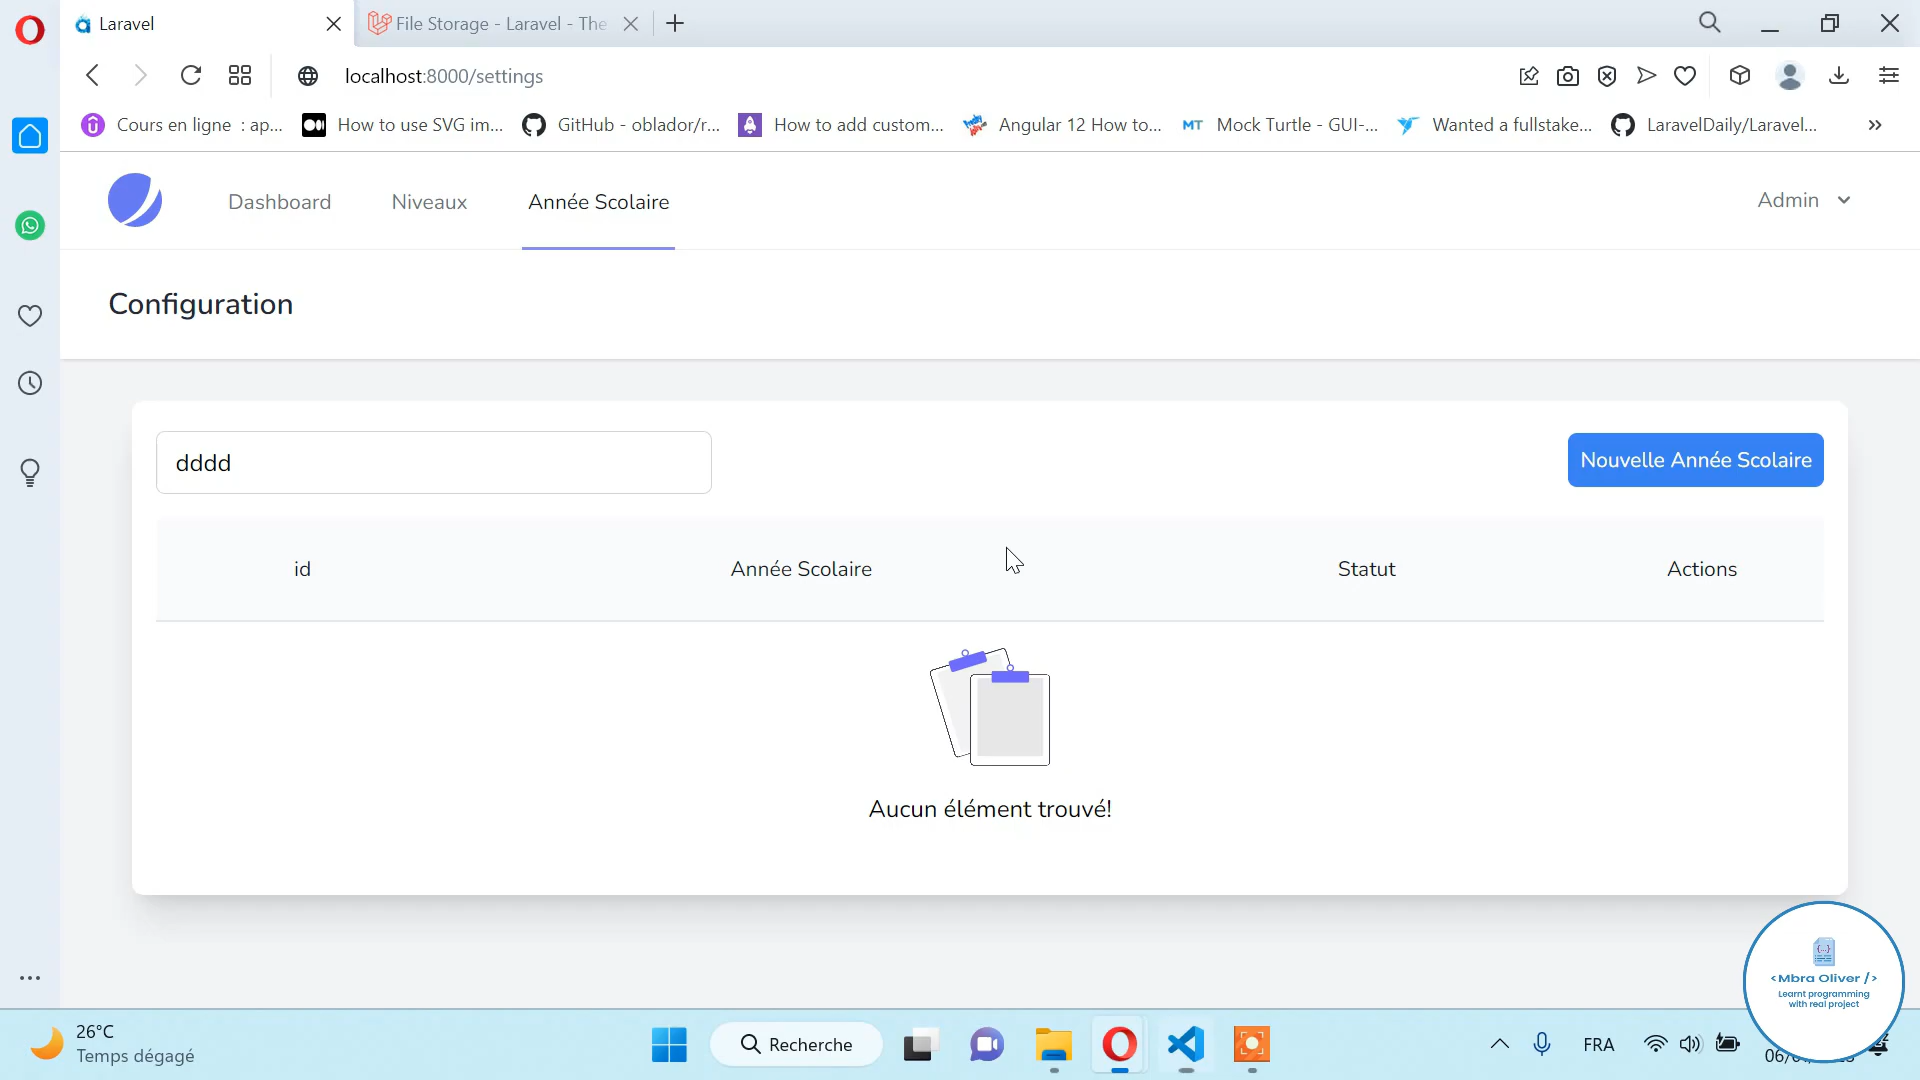 Laravel
File Storage - Laravel - The
localhost:8000/settings
Cours en ligne : ap...
How to use SVG im...
GitHub - oblador/r...
How to add custom...
Angular 12 How to...
MT Mock Turtle - GUI-...
Wanted a fullstake...
LaravelDaily/Laravel...
Dashboard
Niveaux
Année Scolaire
Admin
Configuration
dddd
Nouvelle Année Scolaire
id
Année Scolaire
Statut
Actions
Aucun élément trouvé!
{...}
<Mbra Oliver />
Learnt programming
with real project
26°C
Temps dégagé
Recherche
FRA